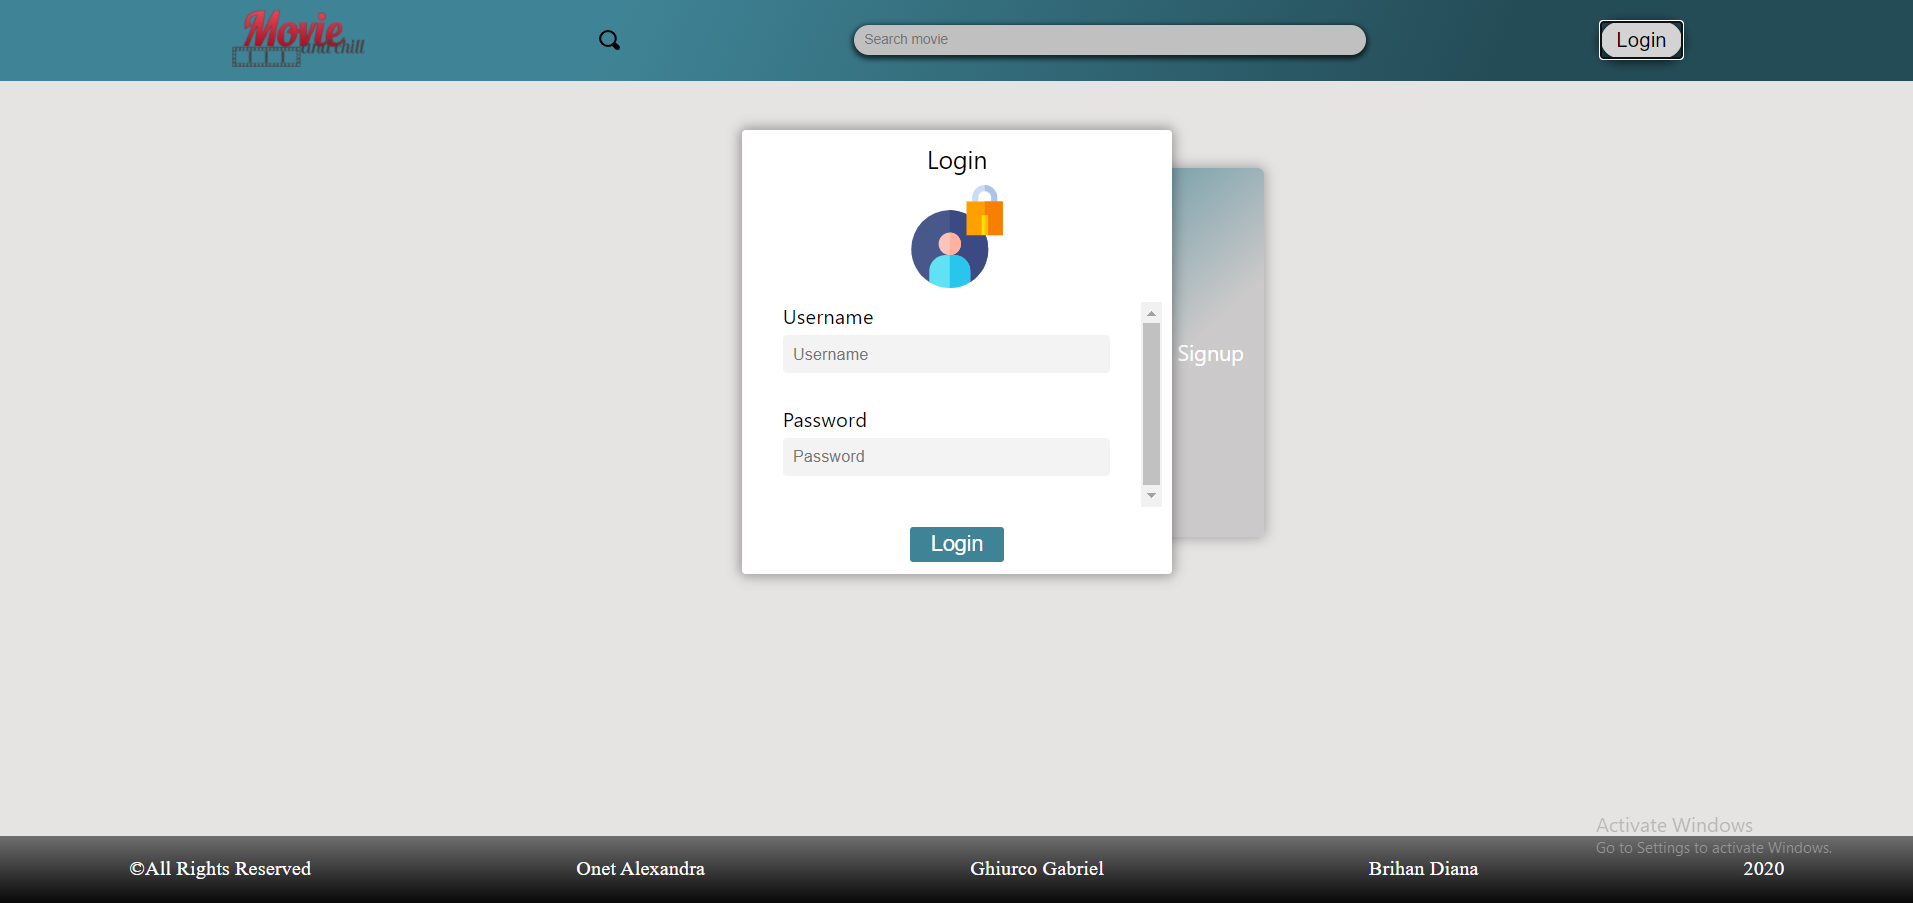 Movie
and chill
Search movie
Login
Login
Username
Username
Signup
Password
Password
Login
Activate Windows
Go to Settings to activate Windows.
©All Rights Reserved
Onet Alexandra
Ghiurco Gabriel
Brihan Diana
2020